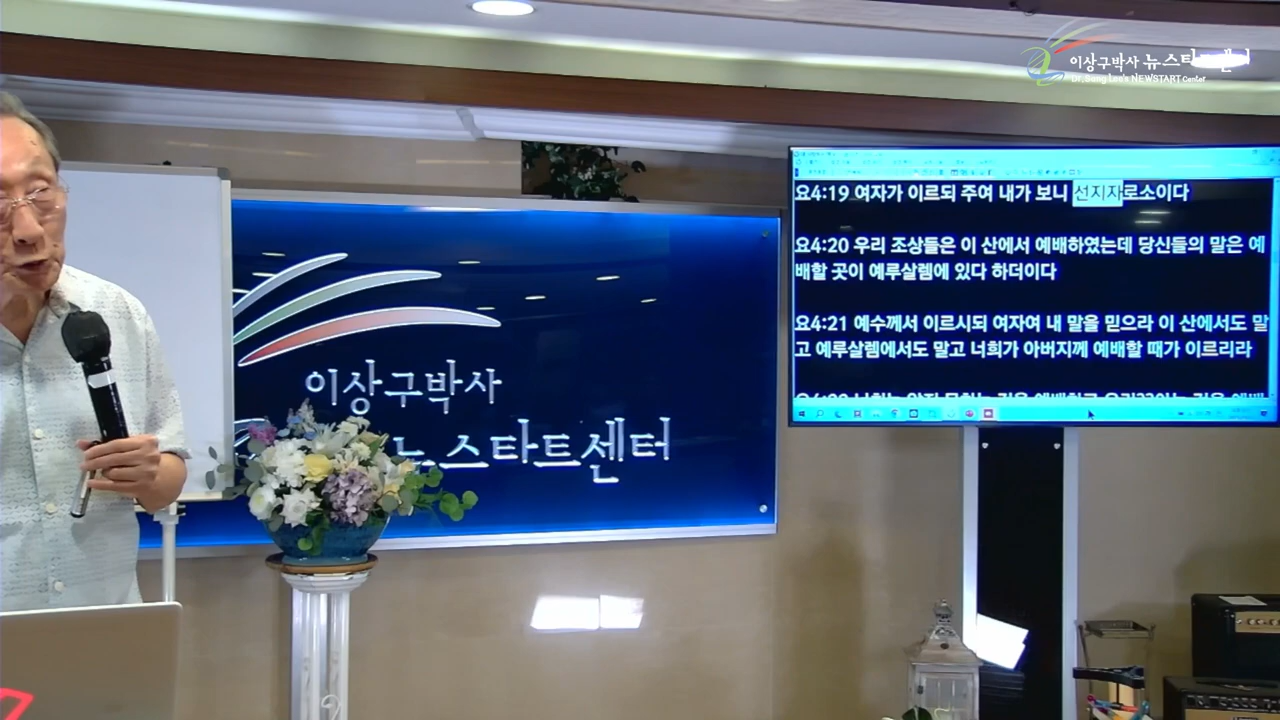 이상구박사 뉴스타트센터
Dr. Sang Lee's NEWSTART Center
요4:19 여자가 이르되 주여 내가 보니 선지자로소이다
요4:20 우리 조상들은 이 산에서 예배하였는데 당신들의 말은 예
배할 곳이 예루살렘에 있다 하더이다
요4:21 예수께서 이르시되 여자여 내 말을 믿으라 이 산에서도 말
고 예루살렘에서도 말고 너희가 아버지께 예배할 때가 이르리라
이상구박사
뉴스타트센터